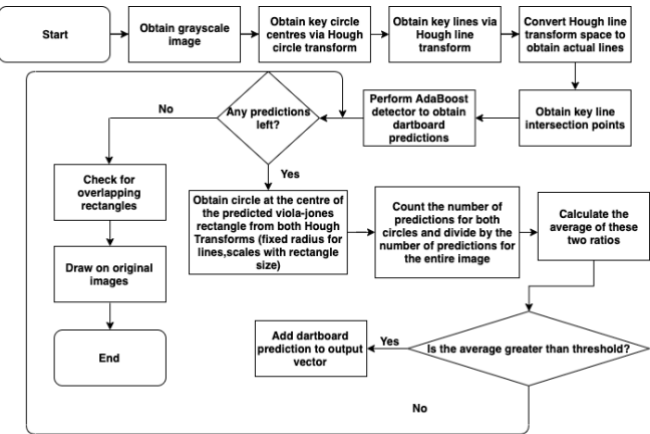 Start
Obtain grayscale
image
Obtain key circle
centres via Hough
circle transform
Obtain key lines via
Hough line
transform
Convert Hough line
transform space to
obtain actual lines
Obtain key line
intersection points
Perform AdaBoost
detector to obtain
dartboard
predictions
Any predictions
left?
No
Yes
Check for
overlapping
rectangles
Draw on original
images
End
Obtain circle at the centre of
the predicted viola-jones
rectangle from both Hough
Transforms (fixed radius for
lines,scales with rectangle
size)
Count the number of
predictions for both
circles and divide by the
number of predictions for
the entire image
Calculate the
average of these
two ratios
Is the average greater than threshold?
Yes
Add dartboard
prediction to output
vector
No